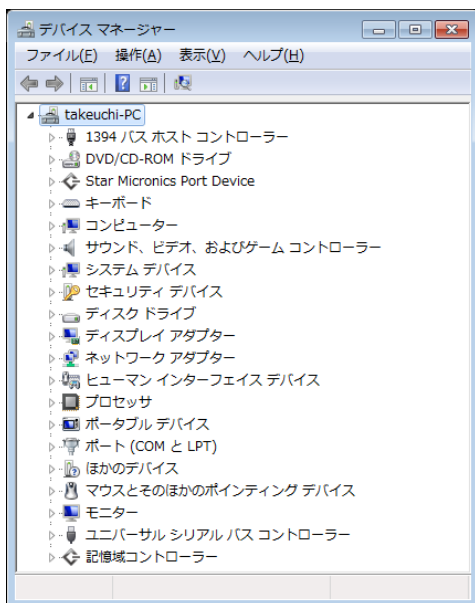 デバイス マネージャー
ファイル(F) 操作(A) 表示(V) ヘルプ(H)
takeuchi-PC
1394 バス ホスト コントローラー
DVD/CD-ROM ドライブ
Star Micronics Port Device
キーボード
コンピューター
サウンド、ビデオ、およびゲーム コントローラー
システム デバイス
セキュリティ デバイス
ディスク ドライブ
ディスプレイ アダプター
ネットワーク アダプター
ヒューマン インターフェイス デバイス
プロセッサ
ポータブル デバイス
ポート (COM と LPT)
ほかのデバイス
マウスとそのほかのポインティング デバイス
モニター
ユニバーサル シリアル バス コントローラー
記憶域コントローラー